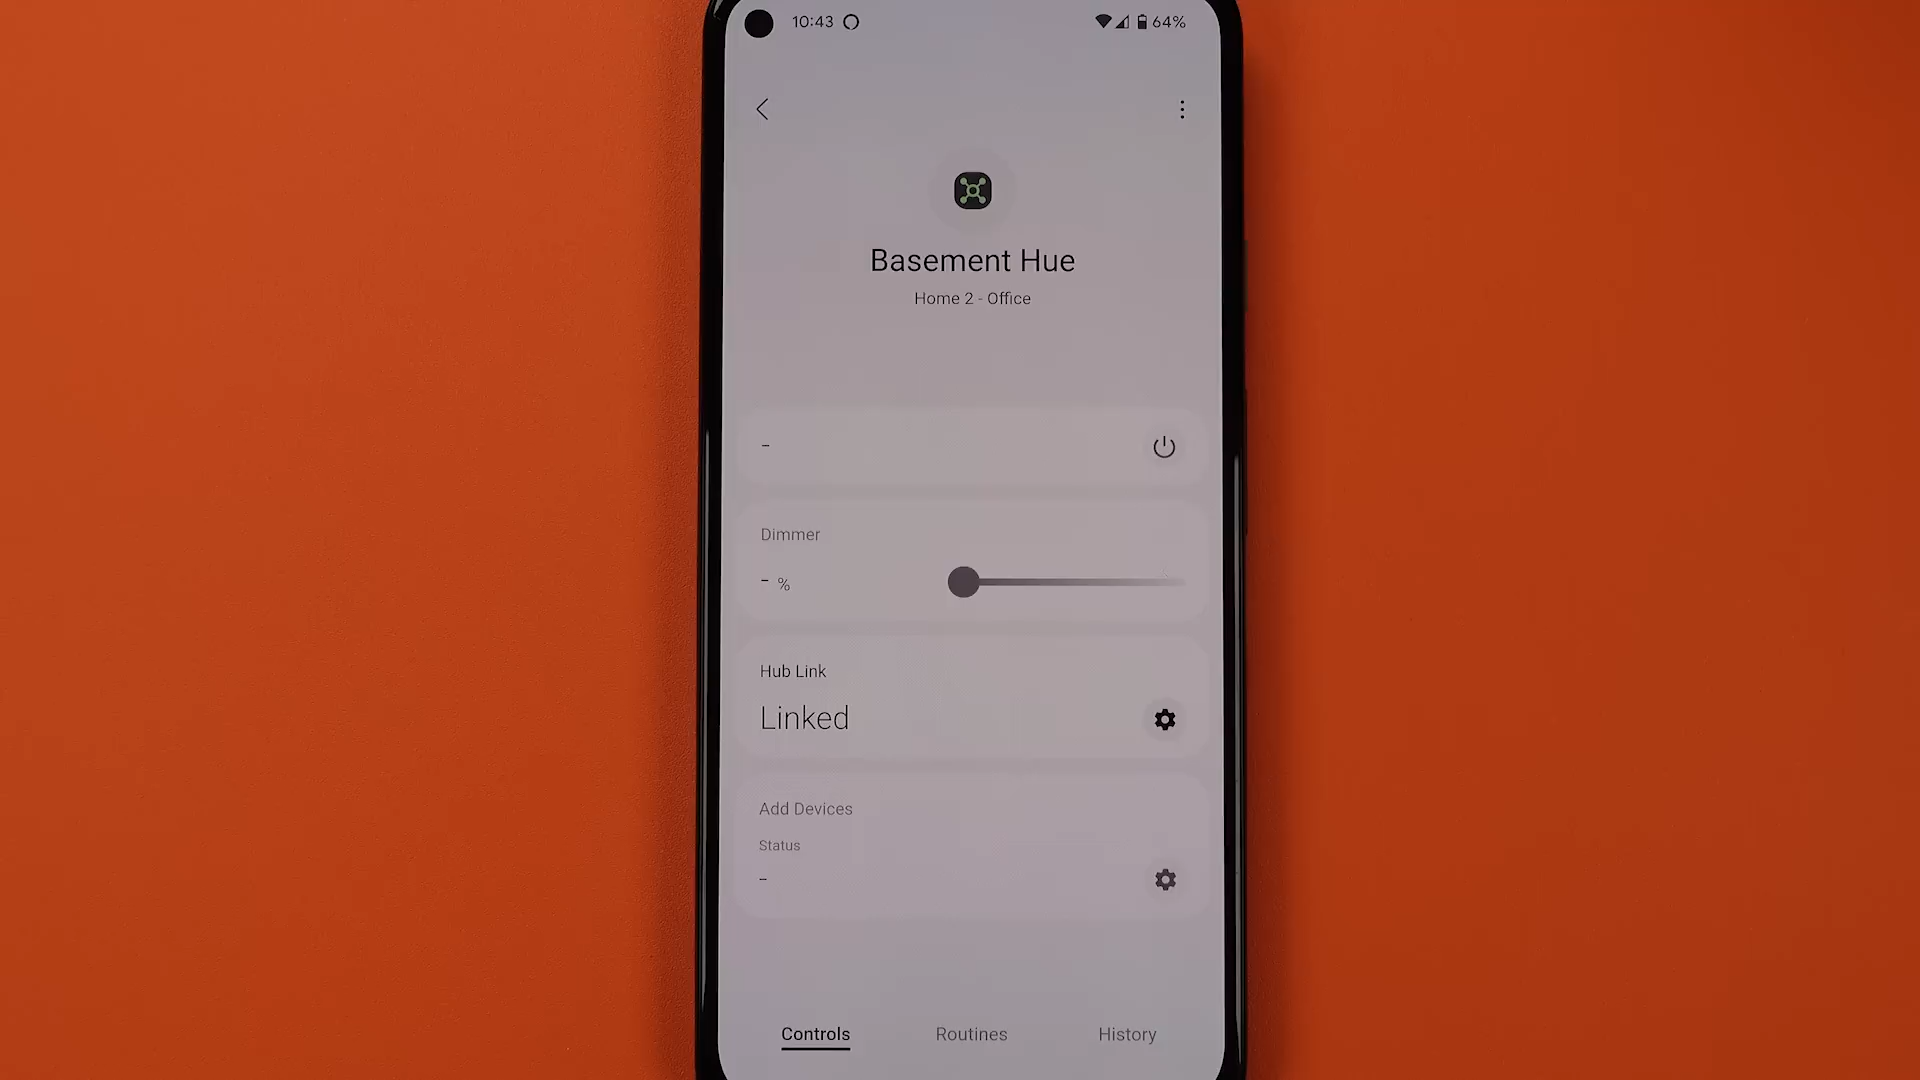 10:43 64%
Basement Hue
Home 2 - Office
-
Dimmer
- %
Hub Link
Linked
Add Devices
Status
-
Controls Routines History